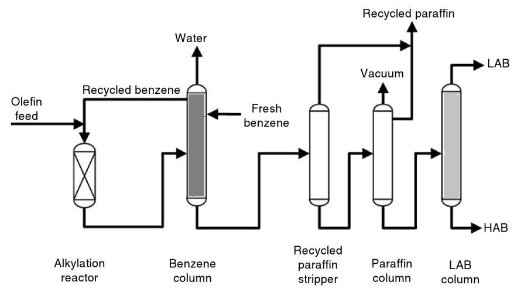 Recycled paraffin
Water
Vacuum
LAB
Recycled benzene
Olefin
feed
Fresh
benzene
HAB
Alkylation
reactor
Benzene
column
Recycled
paraffin
stripper
Paraffin
column
LAB
column